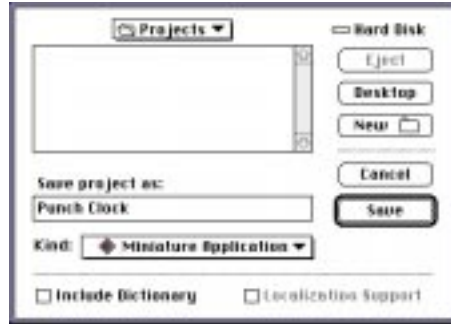 Projects
Hard Disk
Eject
Desktop
New
Cancel
Save project as:
Punch Clock
Save
Kind: Miniature Application
Include Dictionary
Localization Support